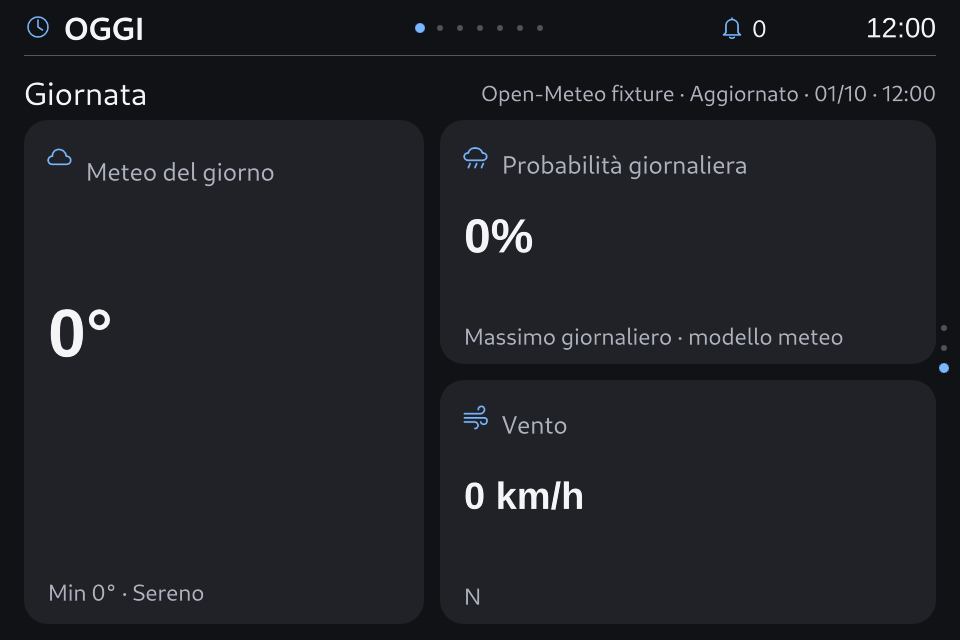 OGGI
0
12:00
Giornata
Open-Meteo fixture · Aggiornato · 01/10 · 12:00
Meteo del giorno
0°
Min 0° · Sereno
Probabilità giornaliera
0%
Massimo giornaliero · modello meteo
Vento
0 km/h
N